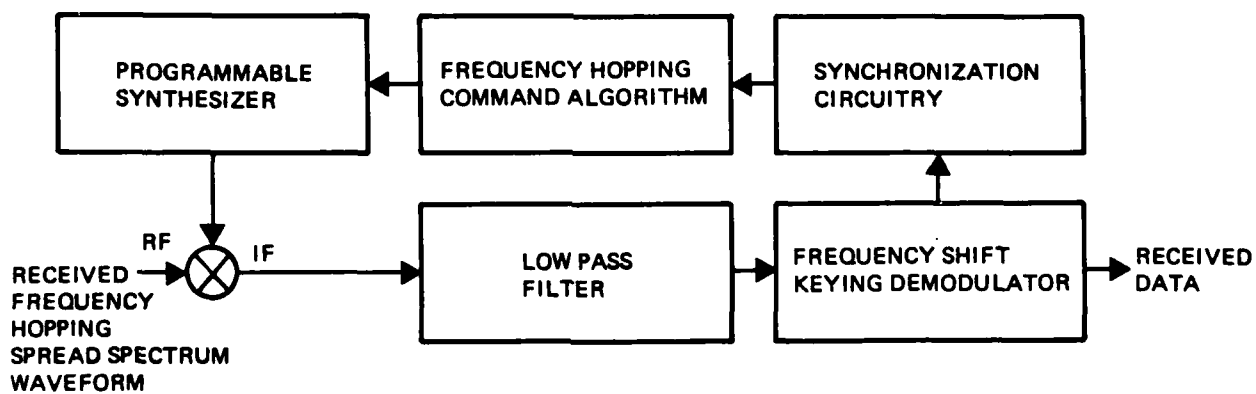 PROGRAMMABLE
SYNTHESIZER
FREQUENCY HOPPING
COMMAND ALGORITHM
SYNCHRONIZATION
CIRCUITRY
RF
IF
RECEIVED
FREQUENCY
HOPPING
SPREAD SPECTRUM
WAVEFORM
LOW PASS
FILTER
FREQUENCY SHIFT
KEYING DEMODULATOR
RECEIVED
DATA